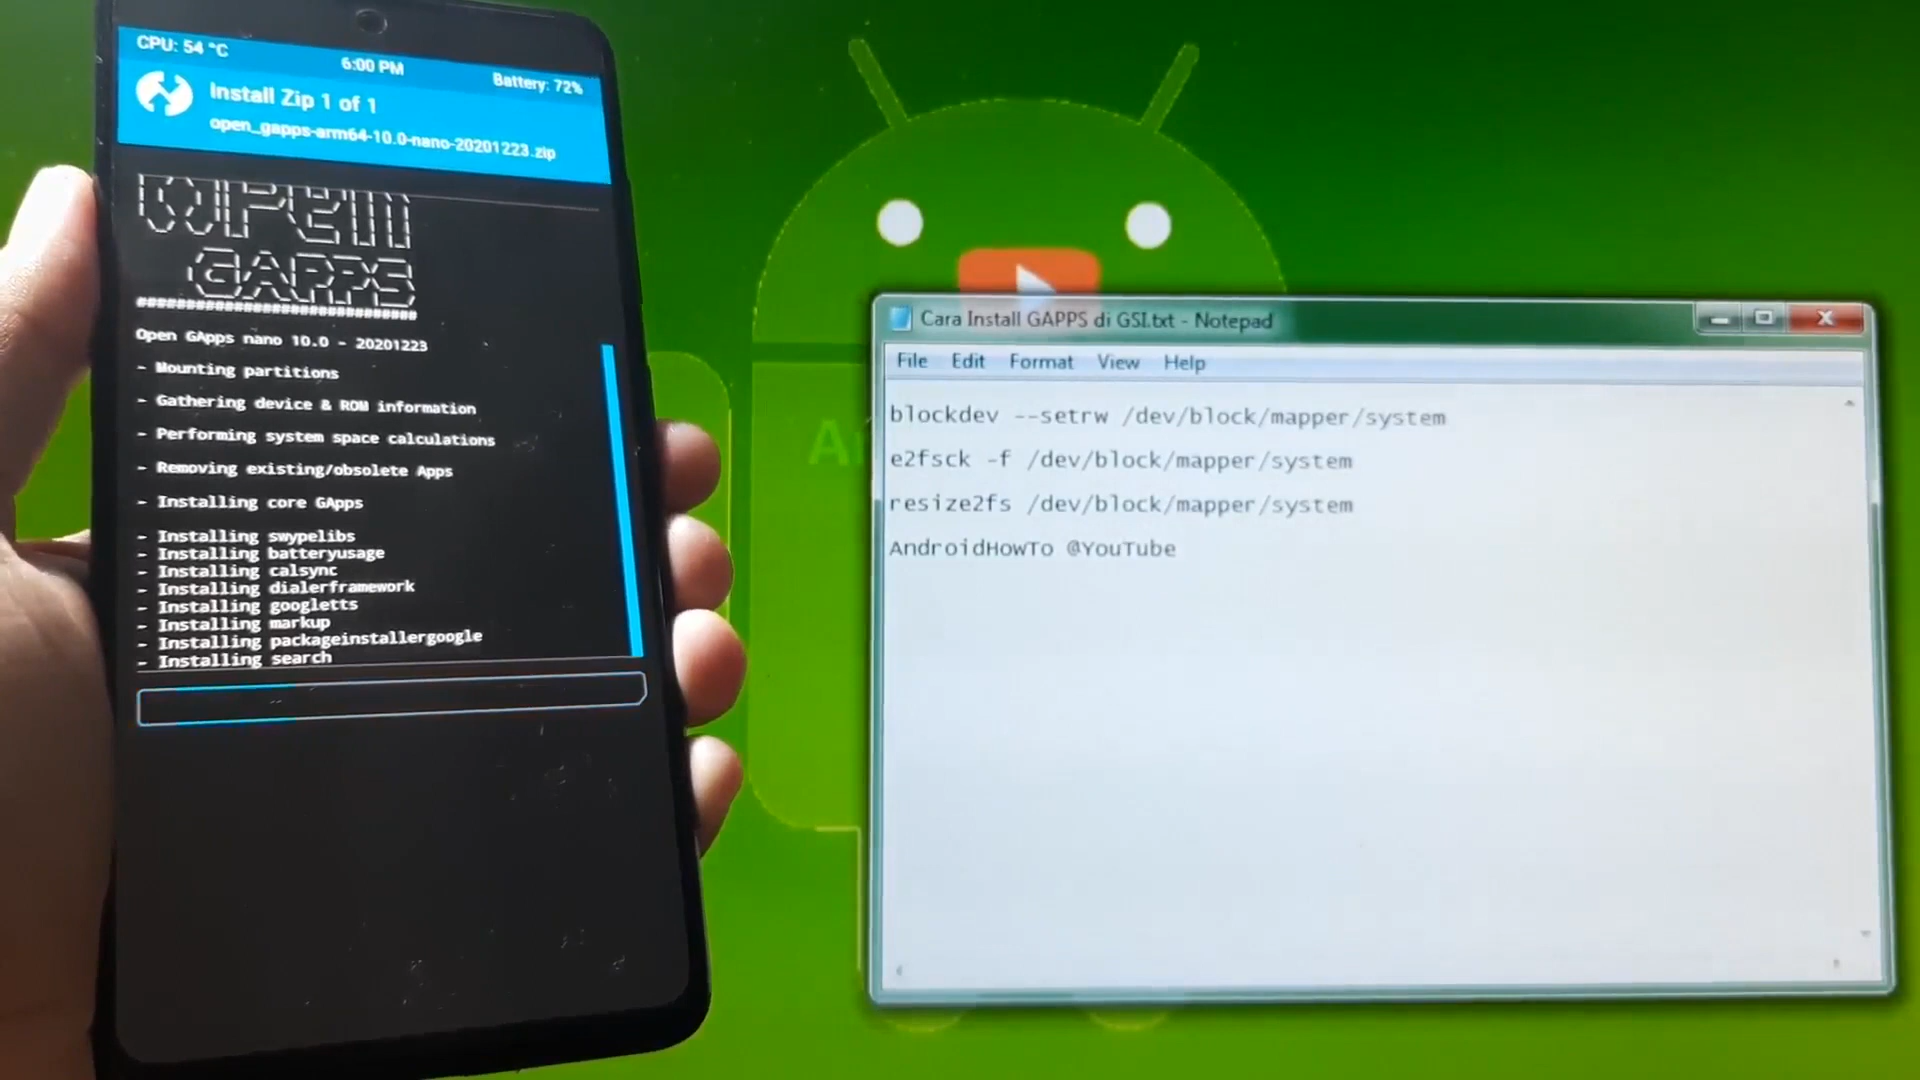 CPU: 54 °C
6:00 PM
Battery: 72%
Install Zip 1 of 1
open_gapps-arm64-10.0-nano-20201223.zip
OPEN
GAPPS
############################
Open GApps nano 10.0 - 20201223
- Mounting partitions
- Gathering device & ROM information
- Performing system space calculations
- Removing existing/obsolete Apps
- Installing core GApps
- Installing swypelibs
- Installing batteryusage
- Installing calsync
- Installing dialerframework
- Installing googletts
- Installing markup
- Installing packageinstallergoogle
- Installing search
Cara Install GAPPS di GSI.txt - Notepad
File Edit Format View Help
blockdev --setrw /dev/block/mapper/system
e2fsck -f /dev/block/mapper/system
resize2fs /dev/block/mapper/system
AndroidHowTo @YouTube